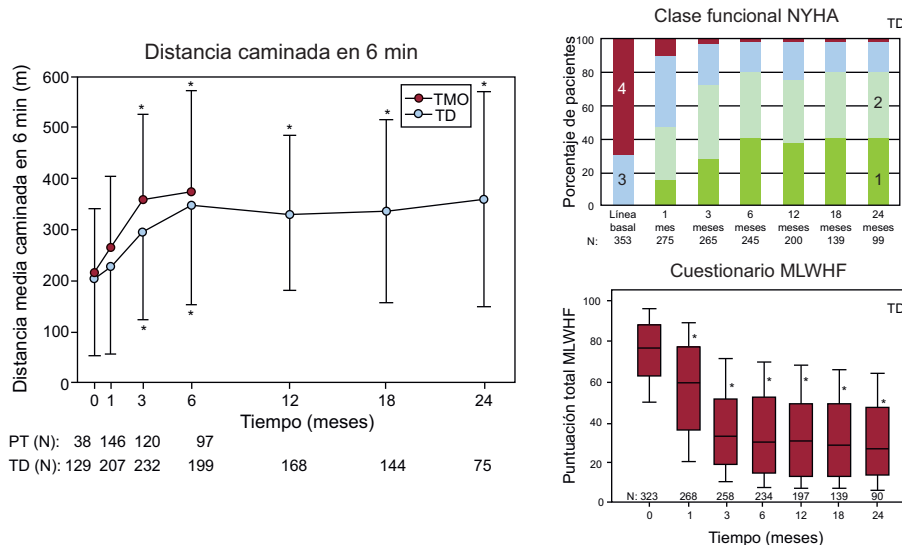 Distancia caminada en 6 min
Distancia media caminada en 6 min (m)
600
500
400
300
200
100
0
TMO
TD
* * * * *
* *
0 1 3 6 12 18 24
Tiempo (meses)
PT (N): 38 146 120 97
TD (N): 129 207 232 199 168 144 75
Clase funcional NYHA
TD
Porcentaje de pacientes
100
80
60
40
20
0
4
3
2
1
Línea basal
1 mes
3 meses
6 meses
12 meses
18 meses
24 meses
N: 353 275 265 245 200 139 99
Cuestionario MLWHF
TD
Puntuación total MLWHF
100
80
60
40
20
0
* * * * * *
N: 323 268 258 234 197 139 90
0 1 3 6 12 18 24
Tiempo (meses)